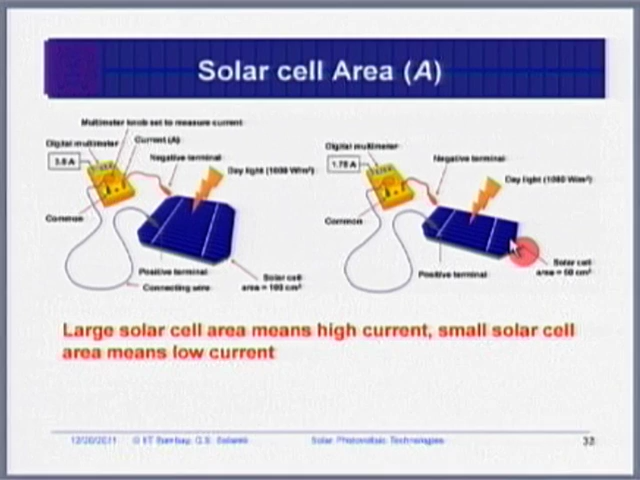 Solar cell Area (A)
Multimeter knob set to measure current
Digital multimeter
Current (A)
3.5 A
Negative terminal
Day light (1000 W/m²)
Common
Positive terminal
Connecting wire
Solar cell
area = 100 cm²
Digital multimeter
1.75 A
Negative terminal
Day light (1000 W/m²)
Common
Positive terminal
Solar cell
area = 50 cm²
Large solar cell area means high current, small solar cell
area means low current
12/20/2011 © IIT Bombay, C.S. Solanki Solar Photovoltaic Technologies 33